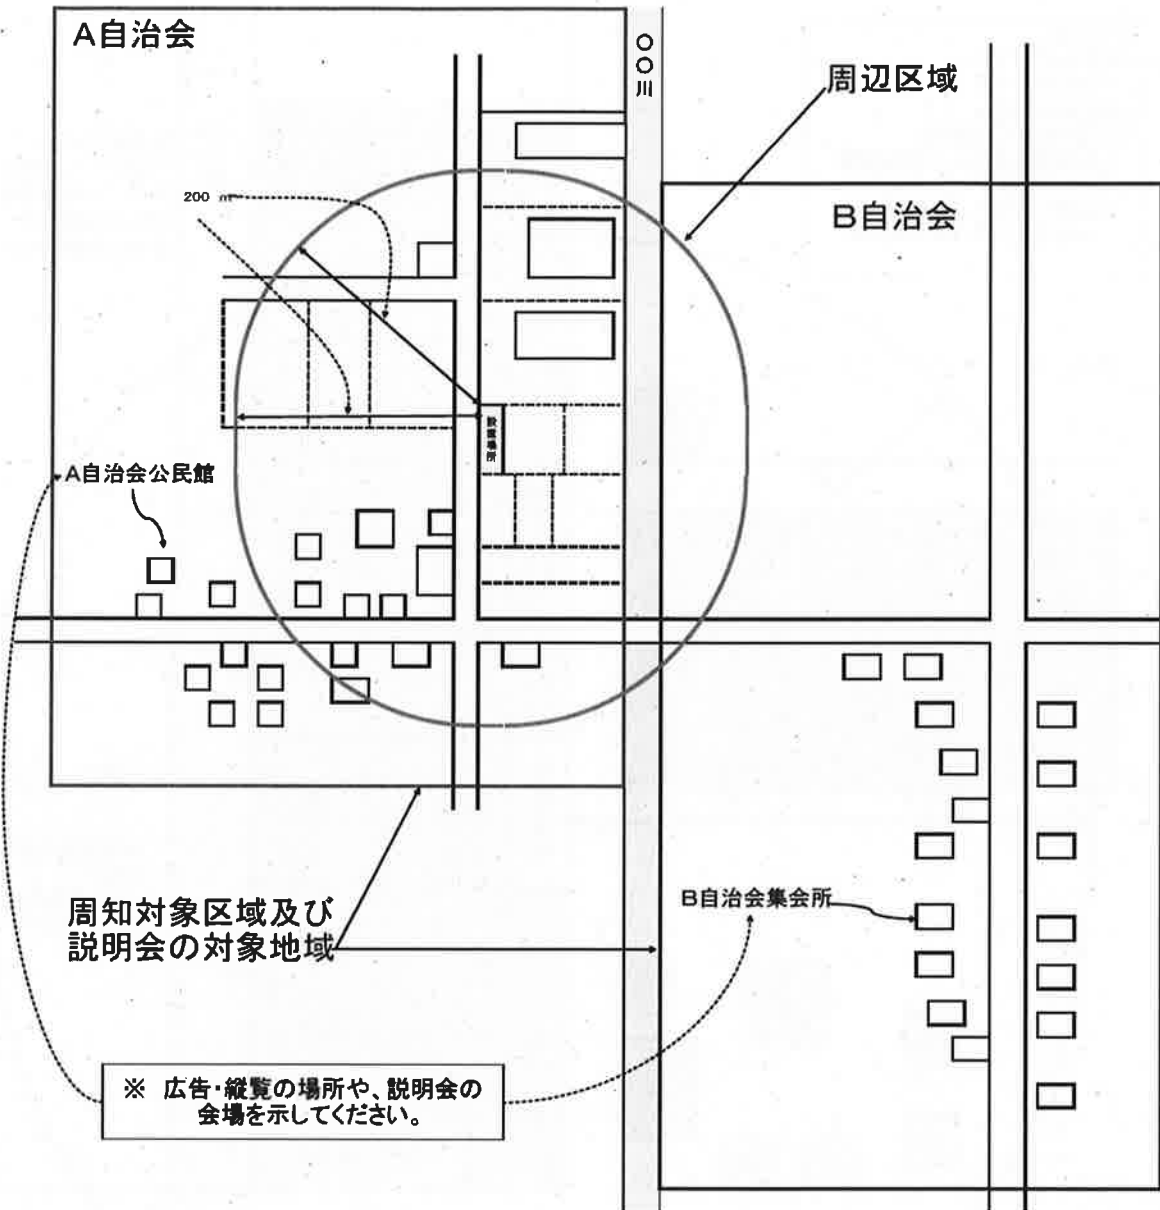 A自治会
〇〇川
周辺区域
200 m
B自治会
設置場所
A自治会公民館
周知対象区域及び
説明会の対象地域
B自治会集会所
※ 広告・縦覧の場所や、説明会の
会場を示してください。